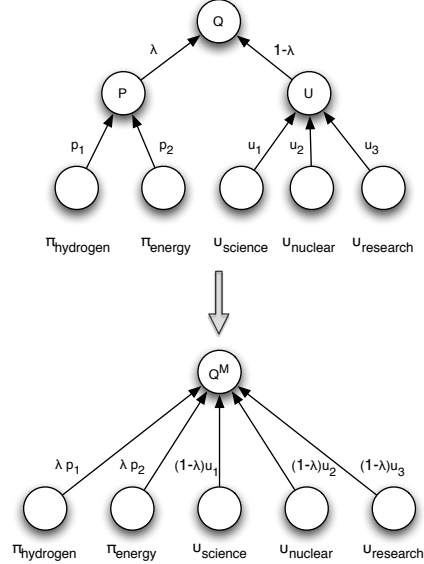 Q
λ 1-λ
P U
p1 p2 u1 u2 u3
πhydrogen πenergy υscience υnuclear υresearch
QM
λ p1 λ p2 (1-λ)u1 (1-λ)u2 (1-λ)u3
πhydrogen πenergy υscience υnuclear υresearch